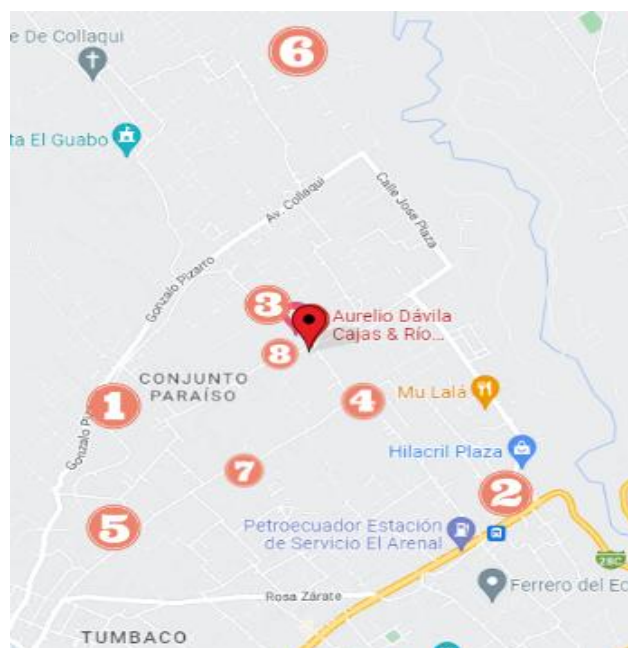 e De Collaqui
6
ta El Guabo
Calle Jose Plaza
Av. Collaqui
Gonzalo Pizarro
3
Aurelio Dávila
Cajas & Río...
8
CONJUNTO
PARAÍSO
Mu Lalá
4
1
Gonzalo Piz
Hilacril Plaza
7
2
5
Petroecuador Estación
de Servicio El Arenal
28C
Ferrero del Ec
Rosa Zárate
TUMBACO